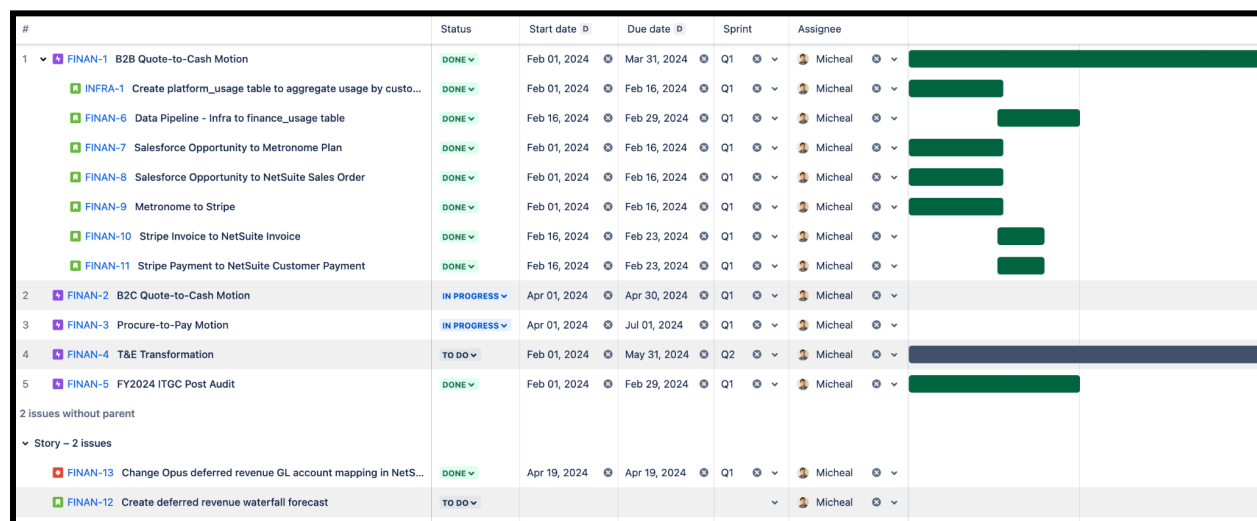 # Status Start date D Due date D Sprint Assignee
1 FINAN-1 B2B Quote-to-Cash Motion DONE Feb 01, 2024 Mar 31, 2024 Q1 Micheal
INFRA-1 Create platform_usage table to aggregate usage by custo... DONE Feb 01, 2024 Feb 16, 2024 Q1 Micheal
FINAN-6 Data Pipeline - Infra to finance_usage table DONE Feb 16, 2024 Feb 29, 2024 Q1 Micheal
FINAN-7 Salesforce Opportunity to Metronome Plan DONE Feb 01, 2024 Feb 16, 2024 Q1 Micheal
FINAN-8 Salesforce Opportunity to NetSuite Sales Order DONE Feb 01, 2024 Feb 16, 2024 Q1 Micheal
FINAN-9 Metronome to Stripe DONE Feb 01, 2024 Feb 16, 2024 Q1 Micheal
FINAN-10 Stripe Invoice to NetSuite Invoice DONE Feb 16, 2024 Feb 23, 2024 Q1 Micheal
FINAN-11 Stripe Payment to NetSuite Customer Payment DONE Feb 16, 2024 Feb 23, 2024 Q1 Micheal
2 FINAN-2 B2C Quote-to-Cash Motion IN PROGRESS Apr 01, 2024 Apr 30, 2024 Q1 Micheal
3 FINAN-3 Procure-to-Pay Motion IN PROGRESS Apr 01, 2024 Jul 01, 2024 Q1 Micheal
4 FINAN-4 T&E Transformation TO DO Feb 01, 2024 May 31, 2024 Q2 Micheal
5 FINAN-5 FY2024 ITGC Post Audit DONE Feb 01, 2024 Feb 29, 2024 Q1 Micheal
2 issues without parent
Story – 2 issues
FINAN-13 Change Opus deferred revenue GL account mapping in NetS... DONE Apr 19, 2024 Apr 19, 2024 Q1 Micheal
FINAN-12 Create deferred revenue waterfall forecast TO DO Micheal